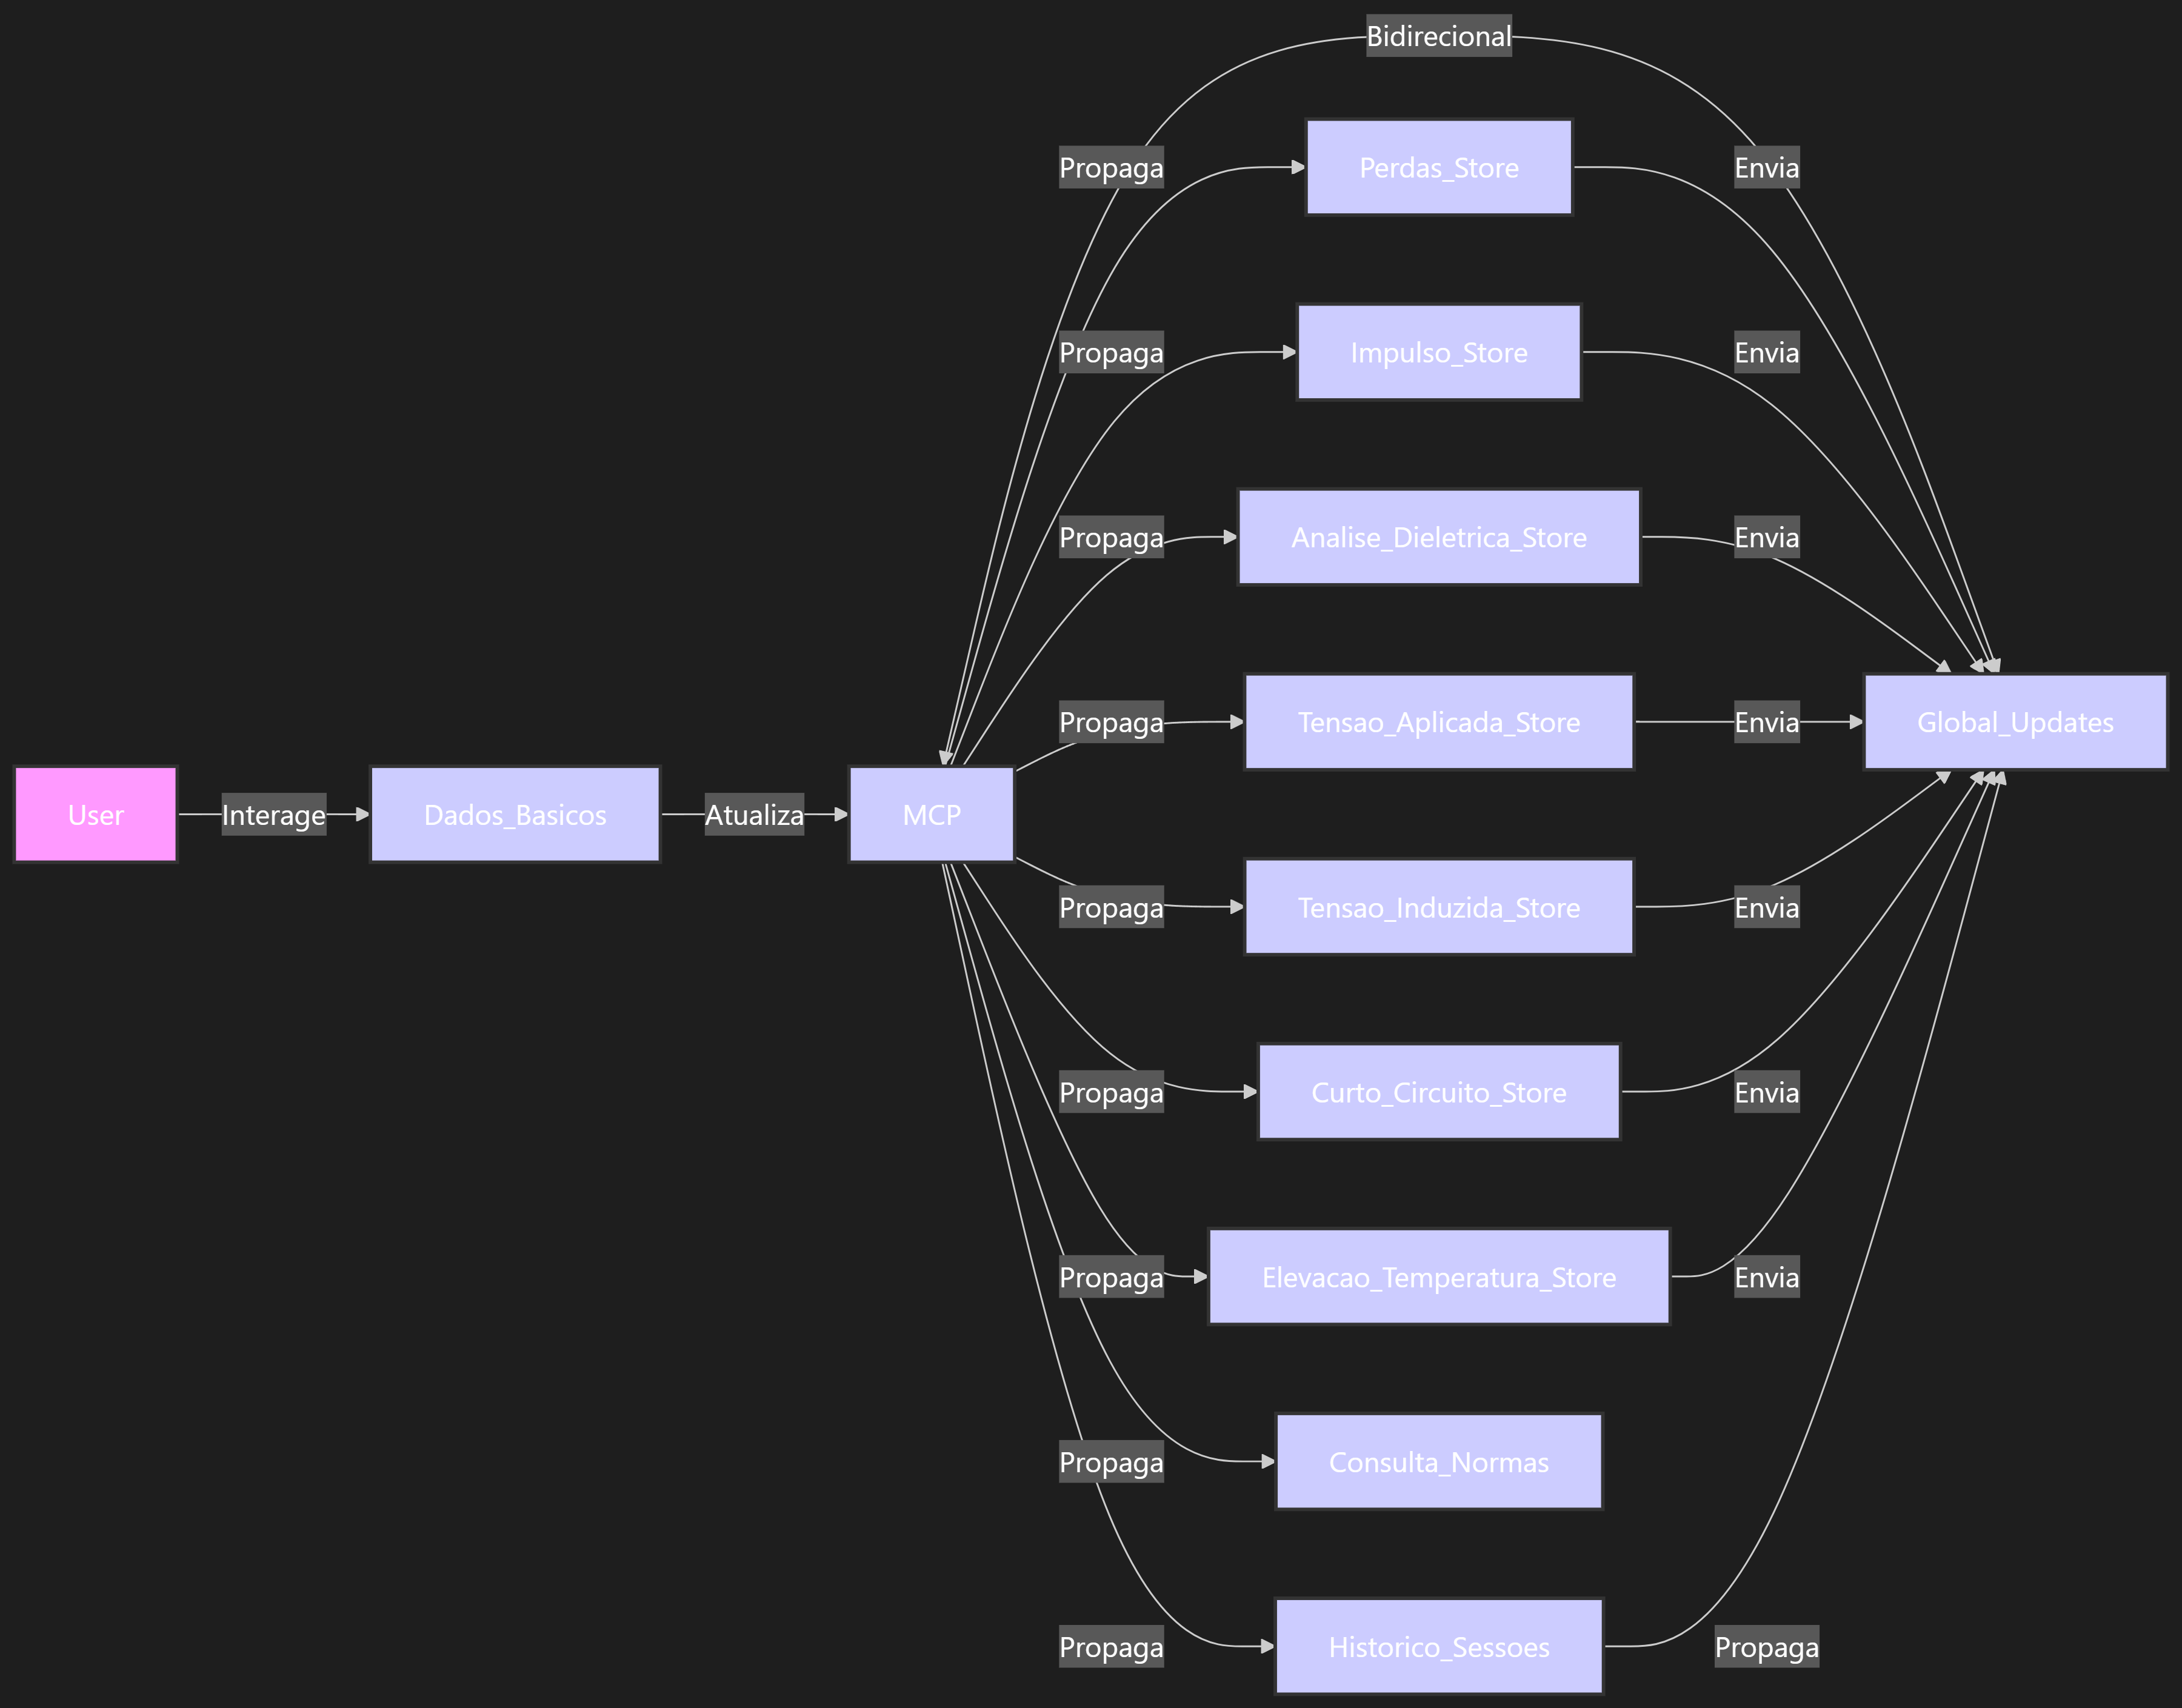 Bidirecional
Propaga
Perdas_Store
Envia
Propaga
Impulso_Store
Envia
Propaga
Analise_Dieletrica_Store
Envia
Propaga
Tensao_Aplicada_Store
Envia
Global_Updates
User
Interage
Dados_Basicos
Atualiza
MCP
Propaga
Tensao_Induzida_Store
Envia
Propaga
Curto_Circuito_Store
Envia
Propaga
Elevacao_Temperatura_Store
Envia
Propaga
Consulta_Normas
Propaga
Historico_Sessoes
Propaga